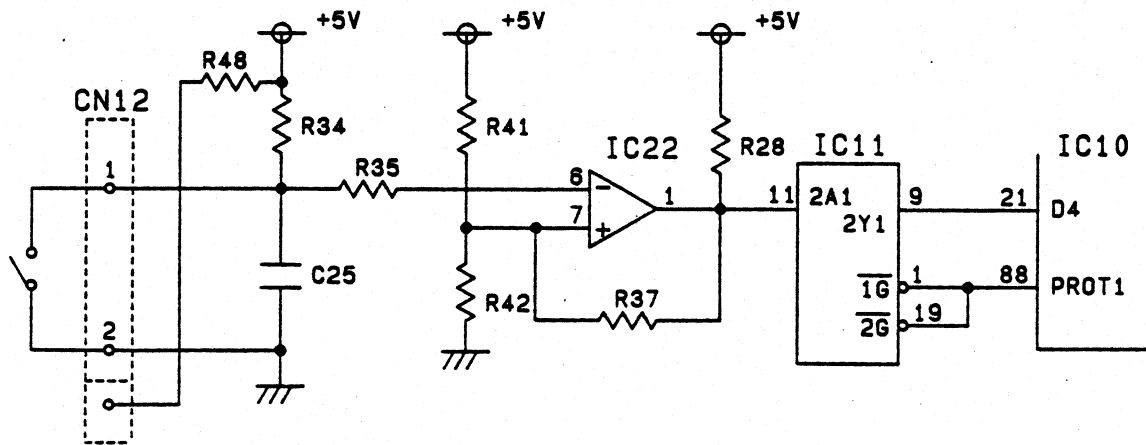 +5V
+5V
+5V
R48
CN12
R34
R41
R28
IC22
IC11
IC10
R35
1
6
−
1
11
2A1
9
21
D4
7
+
2Y1
C25
R42
R37
1G
1
88
PROT1
2G
19
2